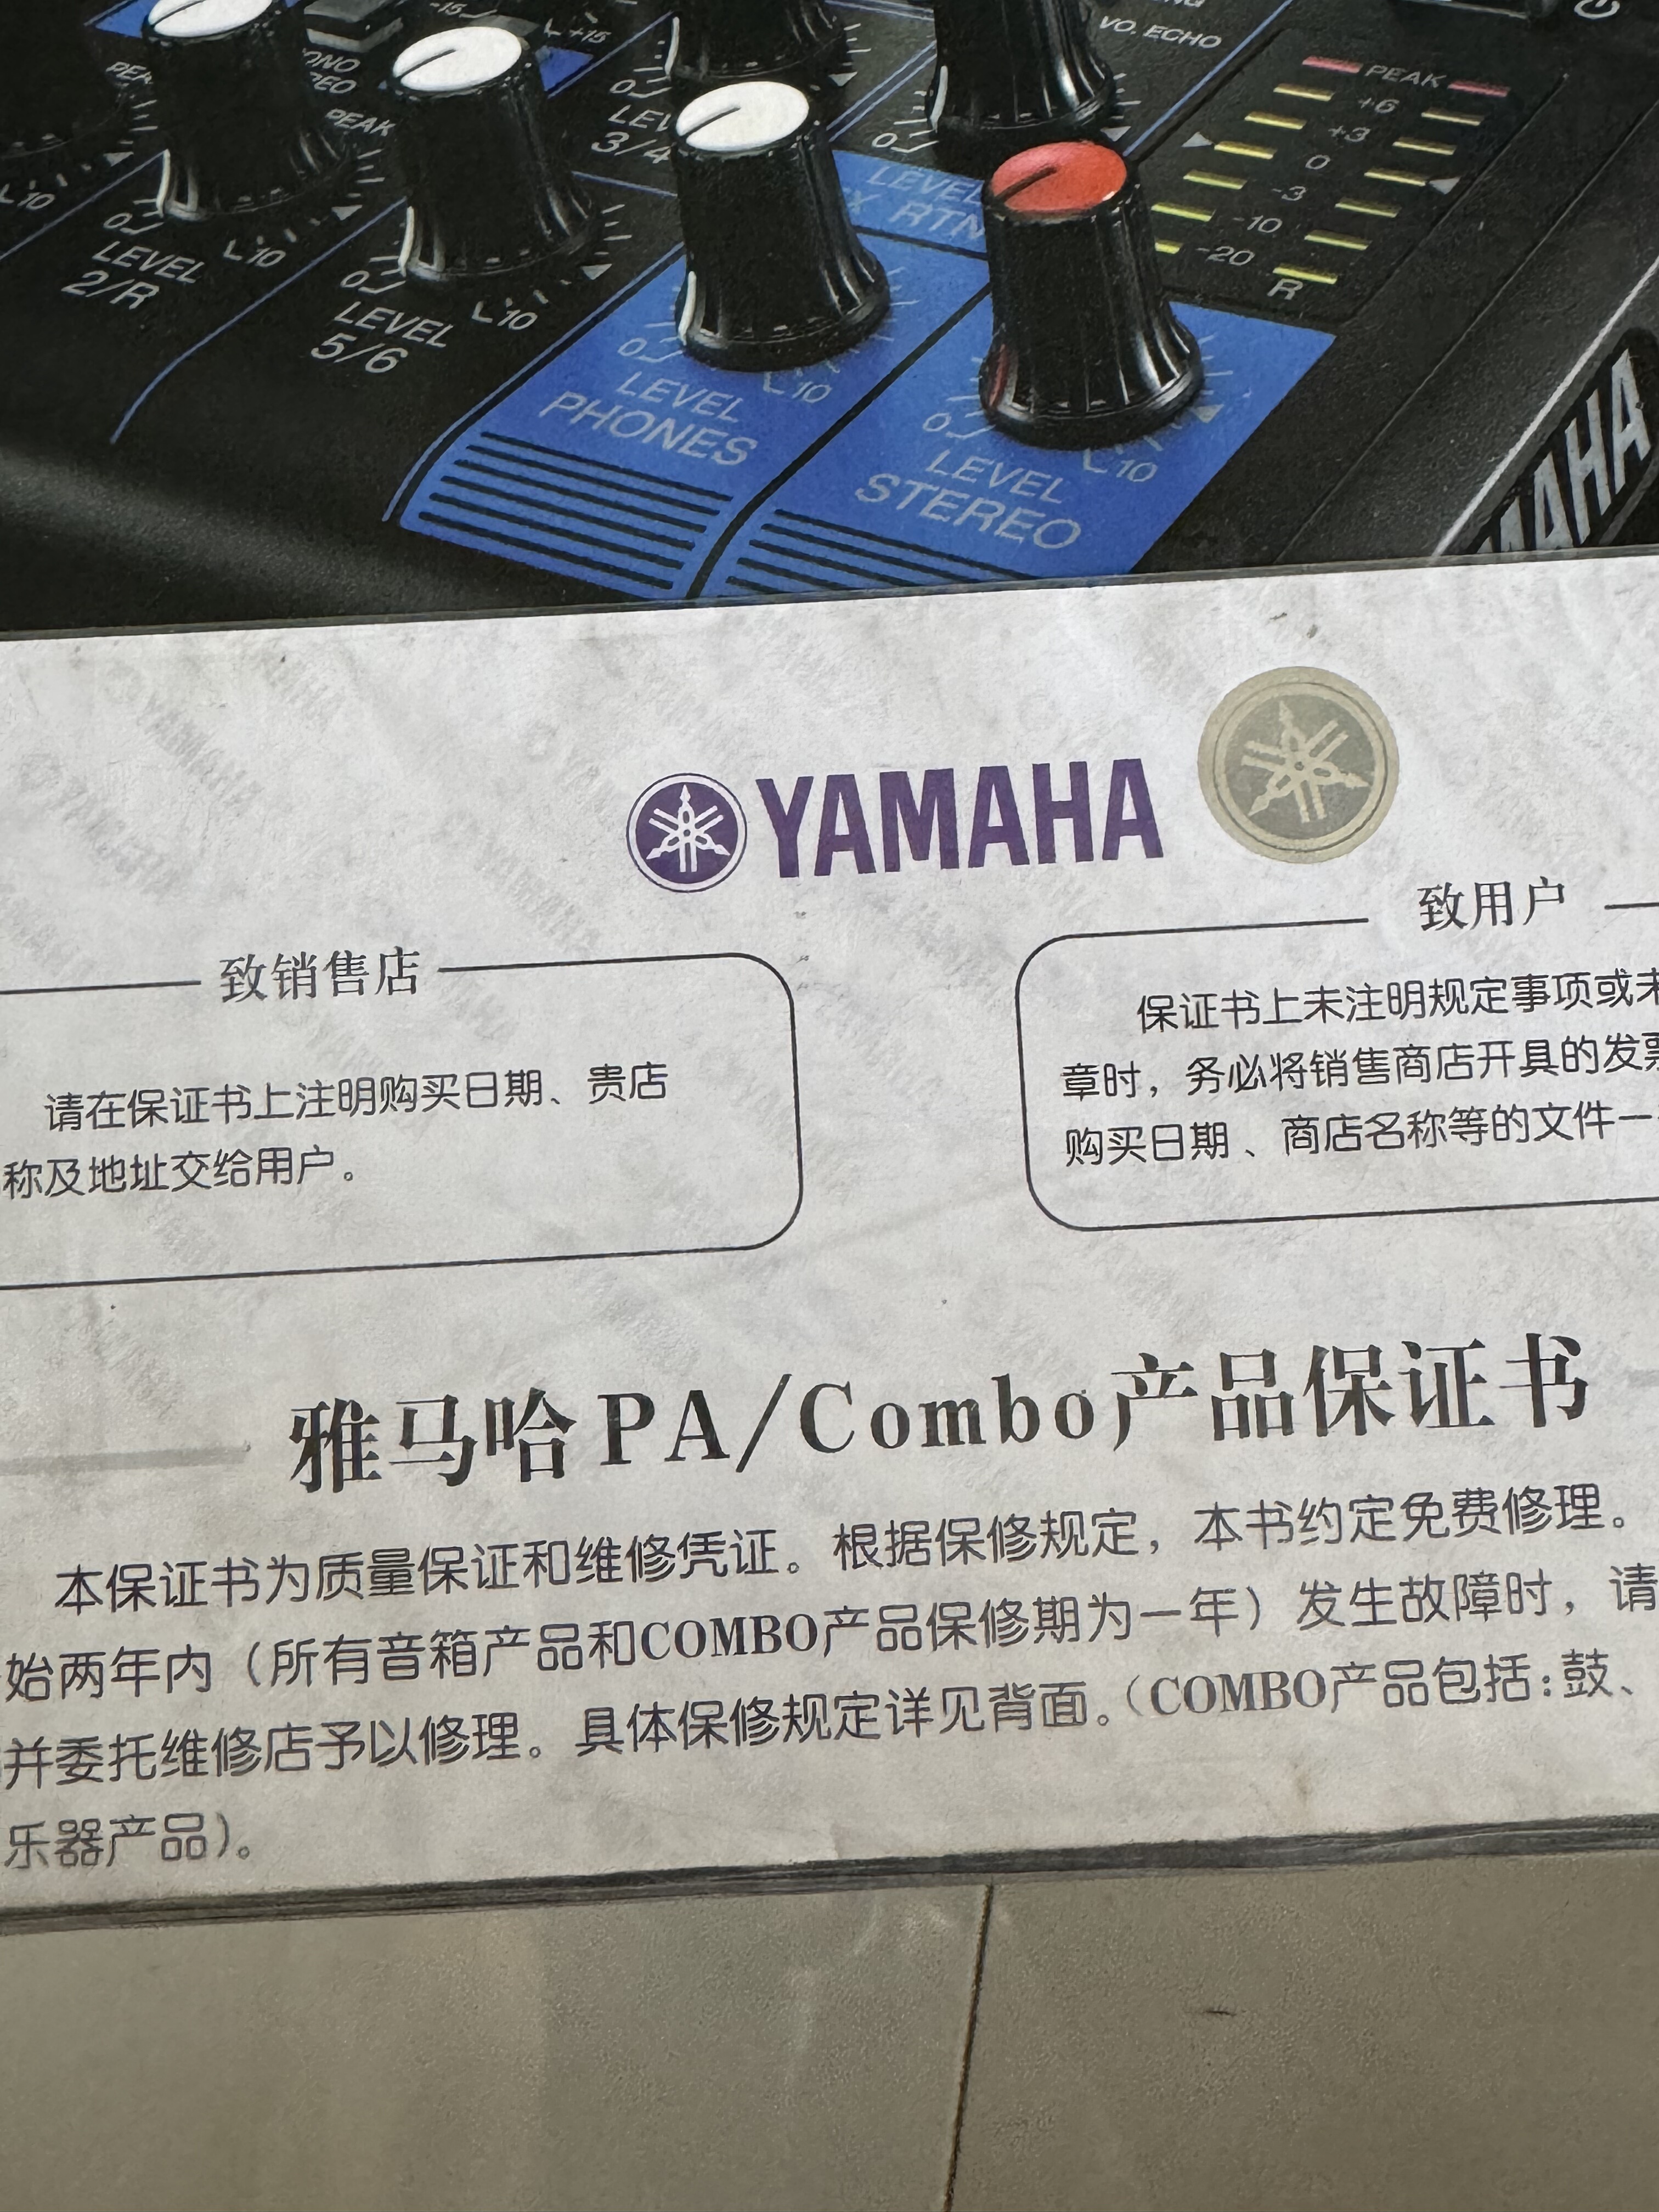 -15
+15
VO. ECHO
PEAK
+6
+3
0
-3
-10
-20
R
PEAK
0
10
LEVEL
2/R
0
10
LEVEL
5/6
0
LEV
3/4
0
LEVEL
RTN
0
10
LEVEL
PHONES
0
10
LEVEL
STEREO
10
YAMAHA
致销售店
请在保证书上注明购买日期、贵店
称及地址交给用户。
致用户
保证书上未注明规定事项或未
章时，务必将销售商店开具的发票
购买日期、商店名称等的文件一
雅马哈PA/Combo产品保证书
本保证书为质量保证和维修凭证。根据保修规定，本书约定免费修理。
始两年内（所有音箱产品和COMBO产品保修期为一年）发生故障时，请
并委托维修店予以修理。具体保修规定详见背面。（COMBO产品包括:鼓、
乐器产品)。